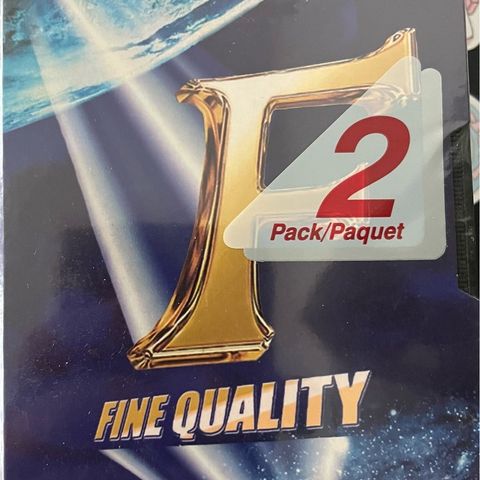 F
2
Pack/Paquet
FINE QUALITY